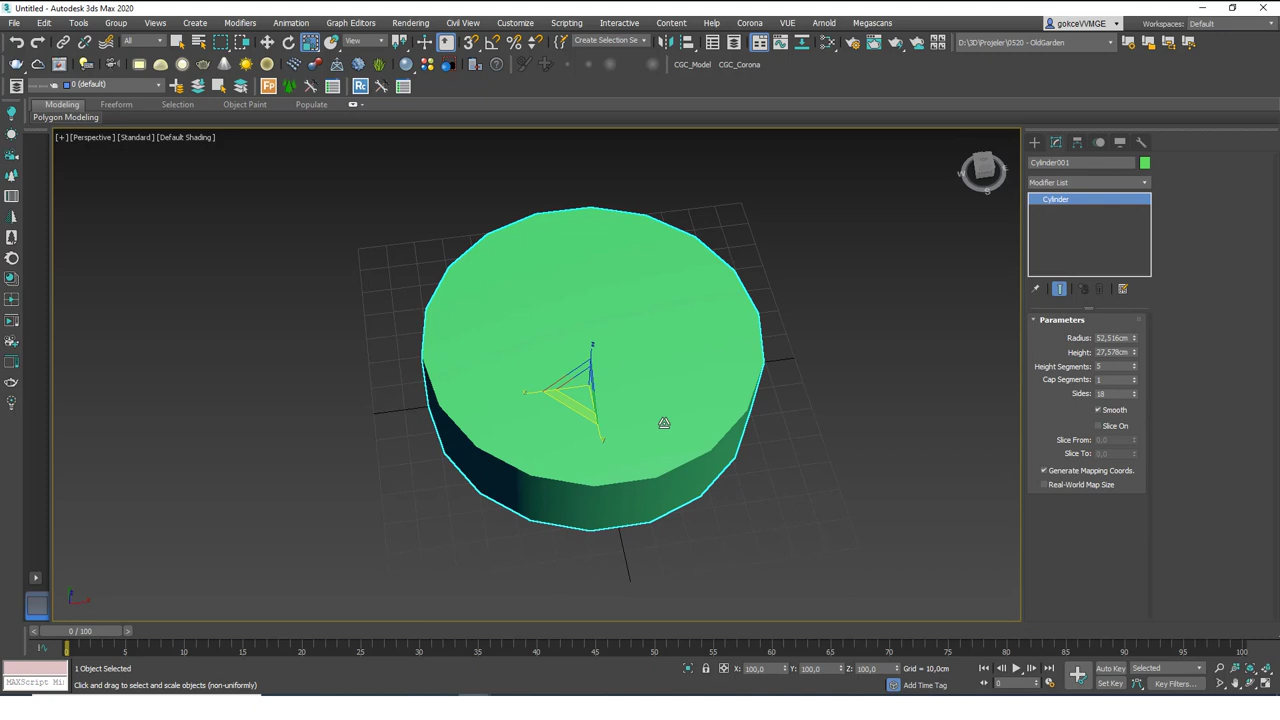 Untitled - Autodesk 3ds Max 2020
File Edit Tools Group Views Create Modifiers Animation Graph Editors Rendering Civil View Customize Scripting Interactive Content Help Corona VUE Arnold Megascans gokceVVMGE Workspaces: Default
All View Create Selection Se D:\3D\Projeler\0520 - OldGarden
CGC_Model CGC_Corona
0 (default) Fp Rc
Modeling Freeform Selection Object Paint Populate
Polygon Modeling
[+] [Perspective] [Standard] [Default Shading]
Cylinder001
W S
Modifier List
Cylinder
Parameters
Radius: 52,516cm
Height: 27,578cm
Height Segments: 5
Cap Segments: 1
Sides: 18
Smooth
Slice On
Slice From: 0,0
Slice To: 0,0
Generate Mapping Coords.
Real-World Map Size
z
x
y
< 0 / 100 >
0 5 10 15 20 25 30 35 40 45 50 55 60 65 70 75 80 85 90 95 100
1 Object Selected X: 100,0 Y: 100,0 Z: 100,0 Grid = 10,0cm Auto Key Selected
MAXScript Mi Click and drag to select and scale objects (non-uniformly) Add Time Tag 0 Set Key Key Filters...